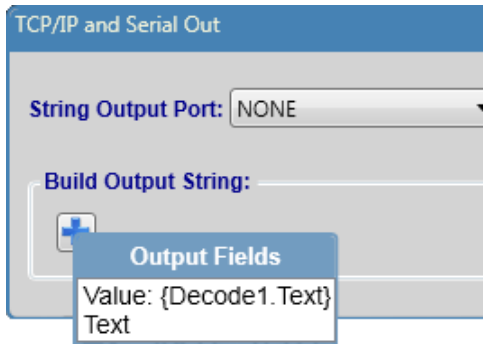 TCP/IP and Serial Out
String Output Port: NONE
Build Output String:
Output Fields
Value: {Decode1.Text}
Text